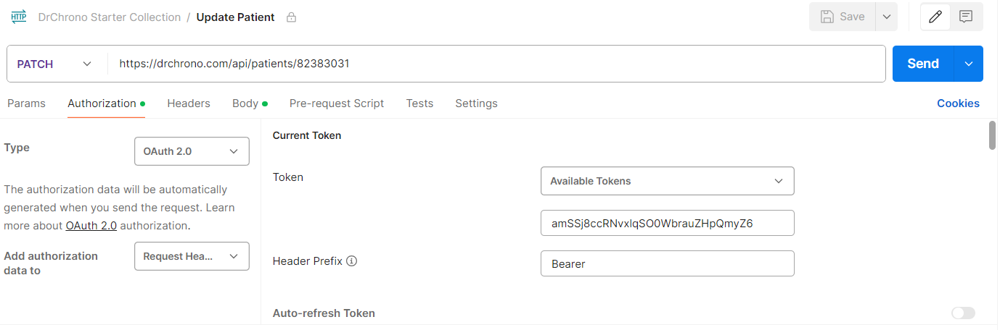 HTTP DrChrono Starter Collection / Update Patient Save
PATCH https://drchrono.com/api/patients/82383031 Send
Params Authorization Headers Body Pre-request Script Tests Settings Cookies
Type OAuth 2.0
The authorization data will be automatically
generated when you send the request. Learn
more about OAuth 2.0 authorization.
Add authorization
data to Request Hea...
Current Token
Token Available Tokens
amSSj8ccRNvxIqSO0WbrauZHpQmyZ6
Header Prefix Bearer
Auto-refresh Token